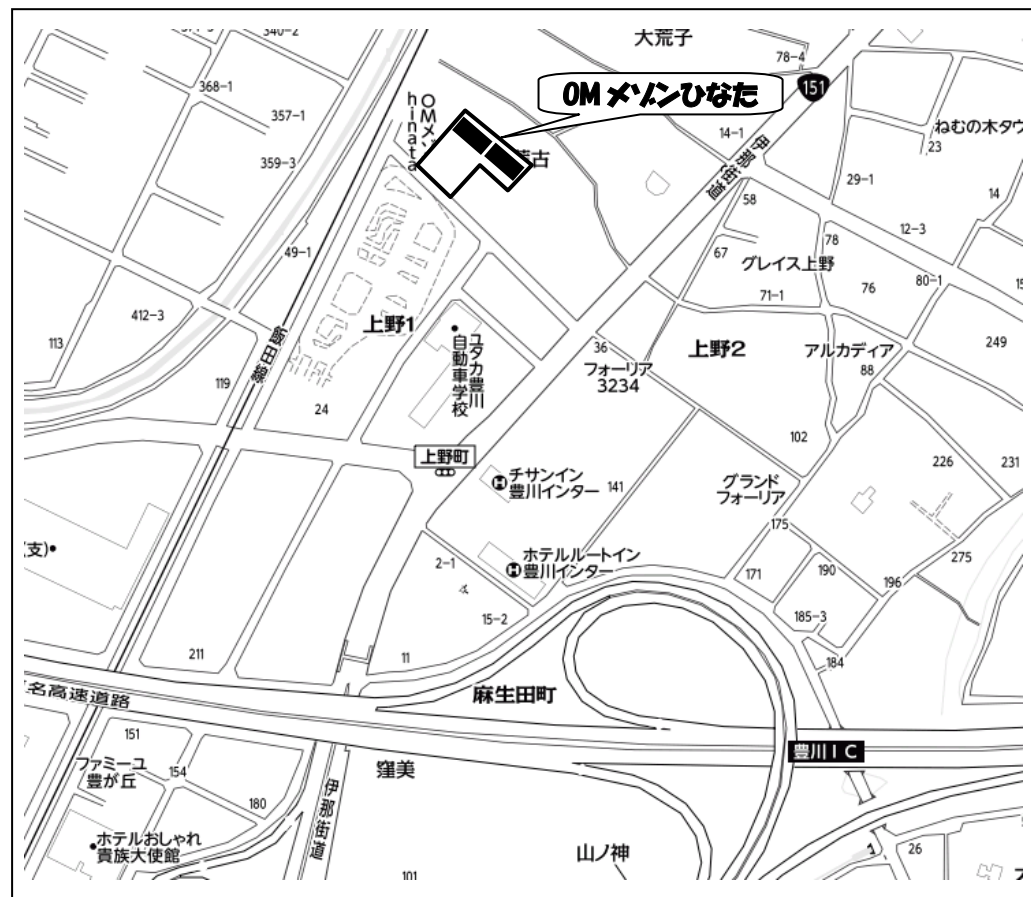 340-2
大荒子
78-4
151
368-1
OMメゾンひなた
357-1
OMメゾン
hinata
14-1
伊那街道
ねむの木タウ
23
359-3
古
29-1
14
58
12-3
49-1
67
78
グレイス上野
80-1
71-1
76
412-3
上野1
113
飯田線
ユタカ豊川
自動車学校
36
フォーリア
3234
上野2
アルカディア
88
249
119
24
102
上野町
226
231
チサンイン
豊川インター
141
グランド
フォーリア
175
(支)
ホテルルートイン
豊川インター
2-1
275
171
190
196
15-2
185-3
211
11
184
麻生田町
名高速道路
151
豊川IC
ファミーユ
豊が丘
154
窪美
180
伊那街道
ホテルおしゃれ
貴族大使館
山ノ神
26
101